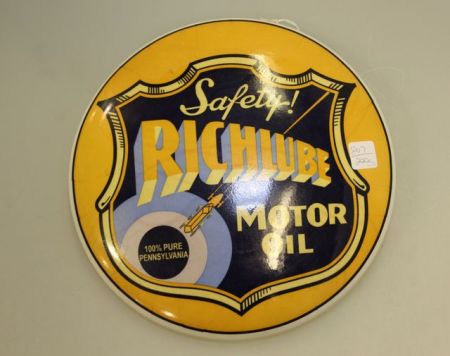 Safety!
RICHLUBE
MOTOR
OIL
100% PURE
PENNSYLVANIA